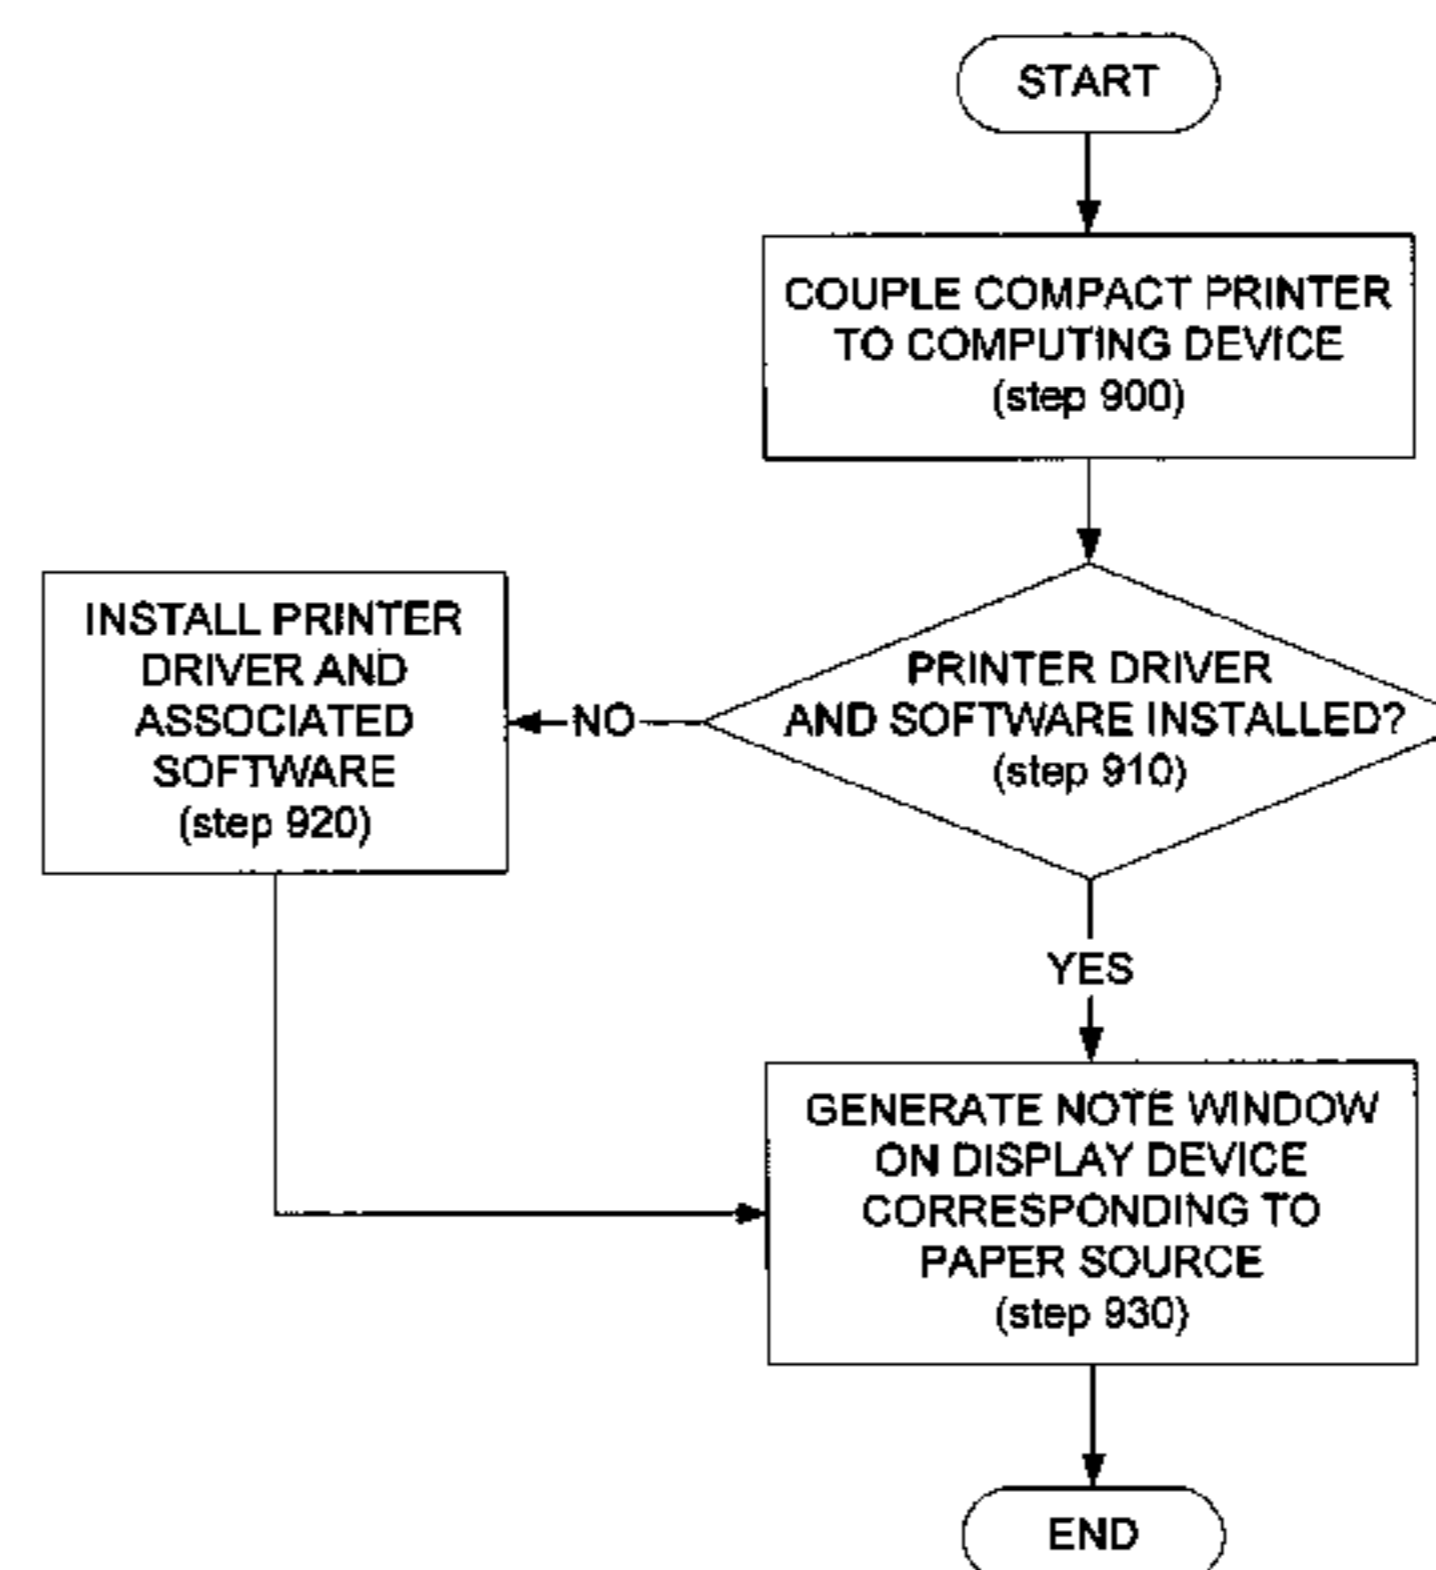 START
COUPLE COMPACT PRINTER
TO COMPUTING DEVICE
(step 900)
PRINTER DRIVER
AND SOFTWARE INSTALLED?
(step 910)
NO
INSTALL PRINTER
DRIVER AND
ASSOCIATED
SOFTWARE
(step 920)
YES
GENERATE NOTE WINDOW
ON DISPLAY DEVICE
CORRESPONDING TO
PAPER SOURCE
(step 930)
END